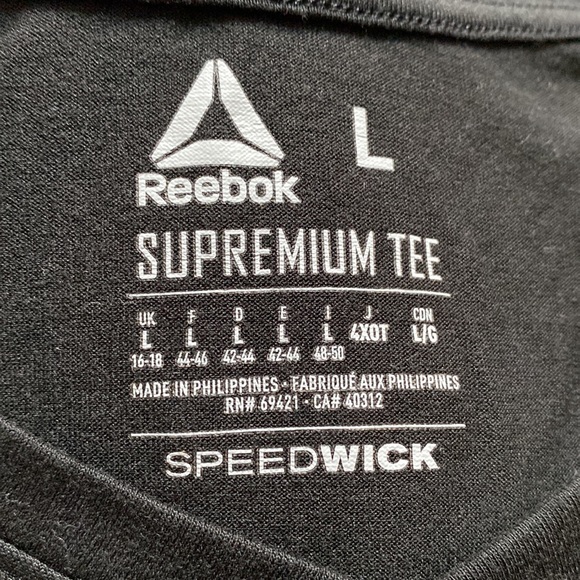 L
Reebok
SUPREMIUM TEE
UK F D E I J CDN
L L L L L 4XOT L/G
16-18 44-46 42-44 42-44 48-50
MADE IN PHILIPPINES • FABRIQUÉ AUX PHILIPPINES
RN# 69421 • CA# 40312
SPEEDWICK